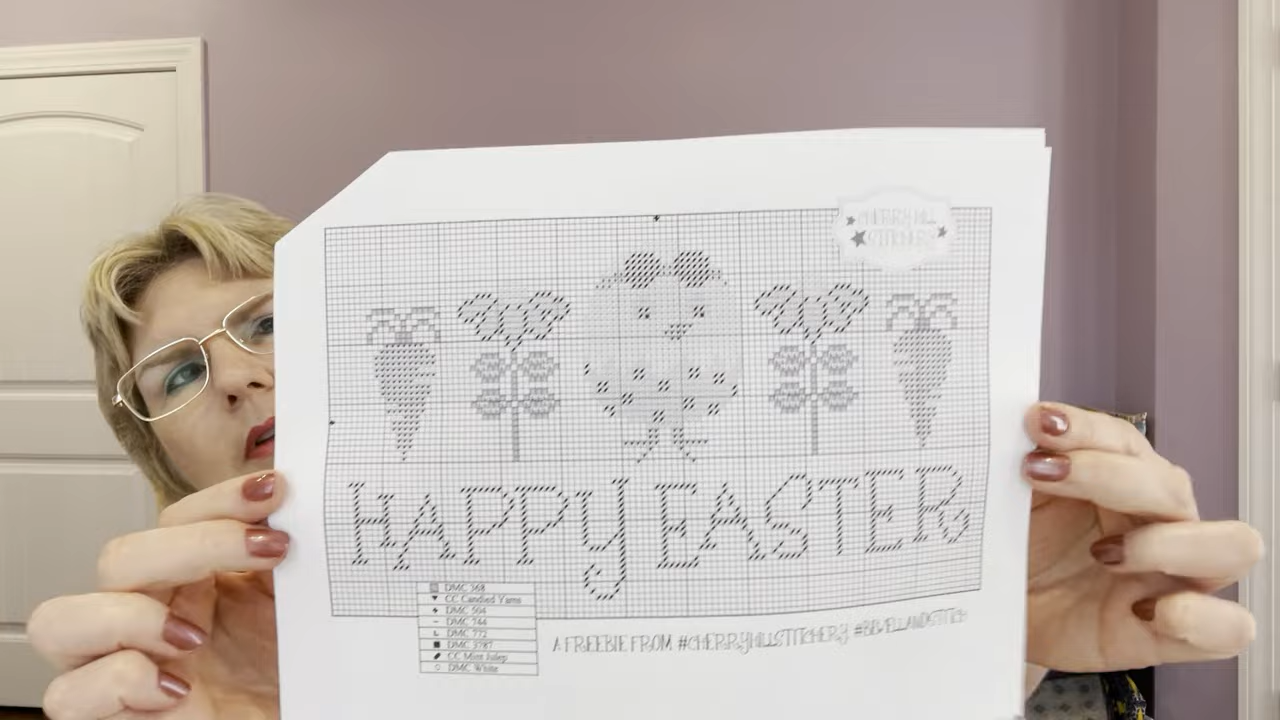 CHERRY HILL
STITCHERY
HAPPY EASTER
DMC 368
CC Candied Yams
DMC 504
DMC 744
DMC 772
DMC 3787
CC Mint Julep
DMC White
A FREEBIE FROM #CHERRYHILLSTITCHERY